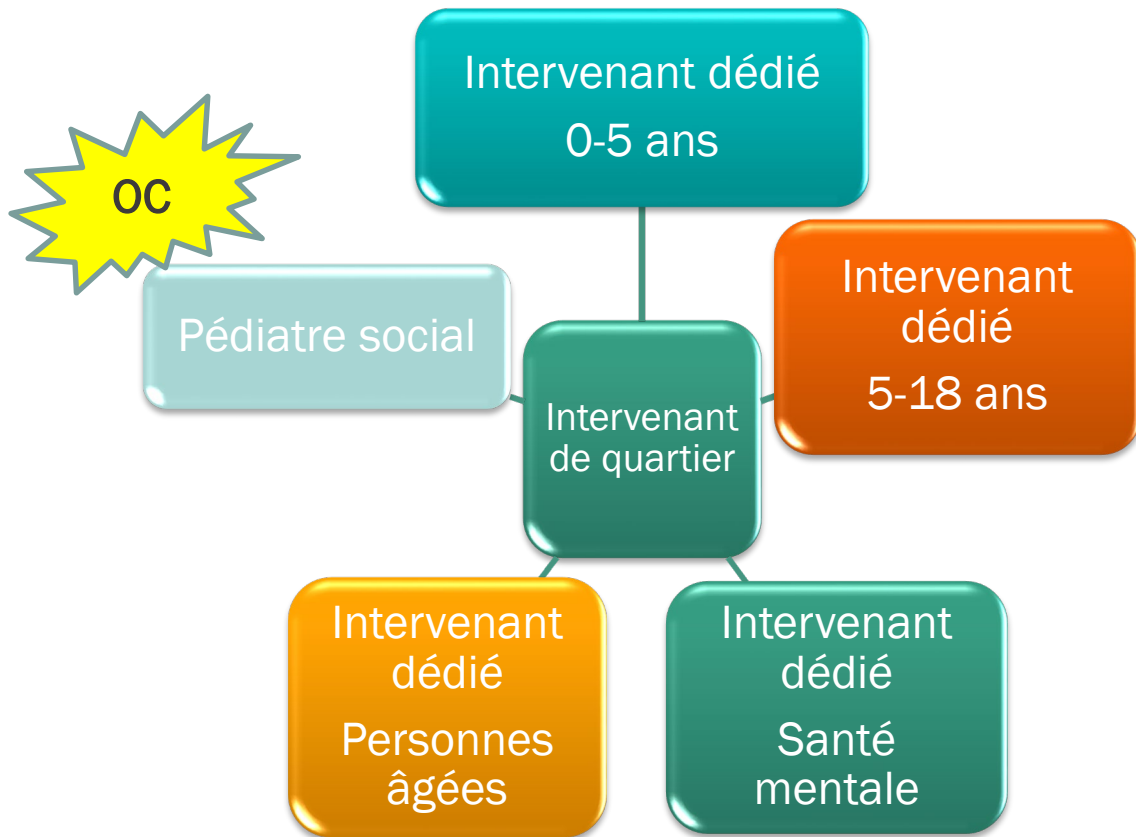 Intervenant dédié
0-5 ans
OC
Pédiatre social
Intervenant
dédié
5-18 ans
Intervenant
de quartier
Intervenant
dédié
Personnes
âgées
Intervenant
dédié
Santé
mentale